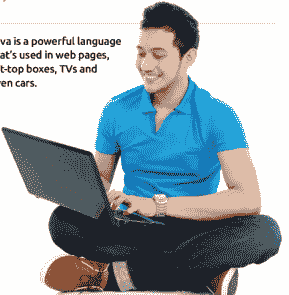 va is a powerful language
at's used in web pages,
t-top boxes, TVs and
en cars.